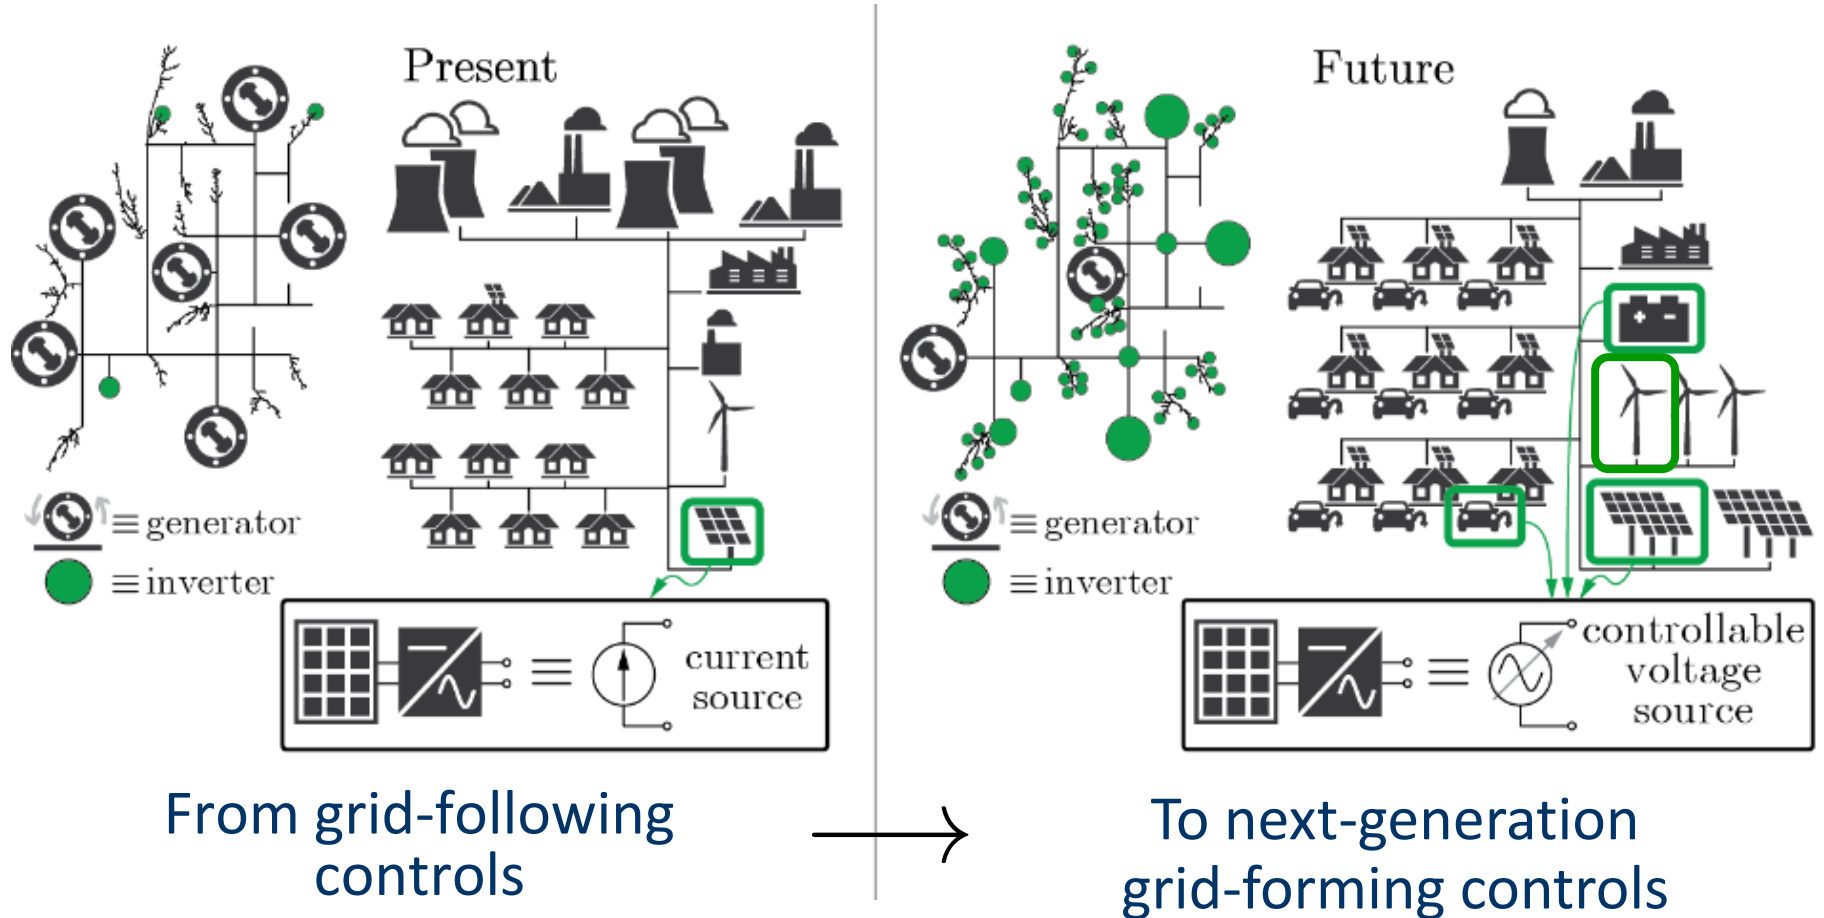 Present
≡ generator
≡ inverter
≡ current
source
From grid-following
controls
Future
≡ generator
≡ inverter
+ -
≡ controllable
voltage
source
To next-generation
grid-forming controls